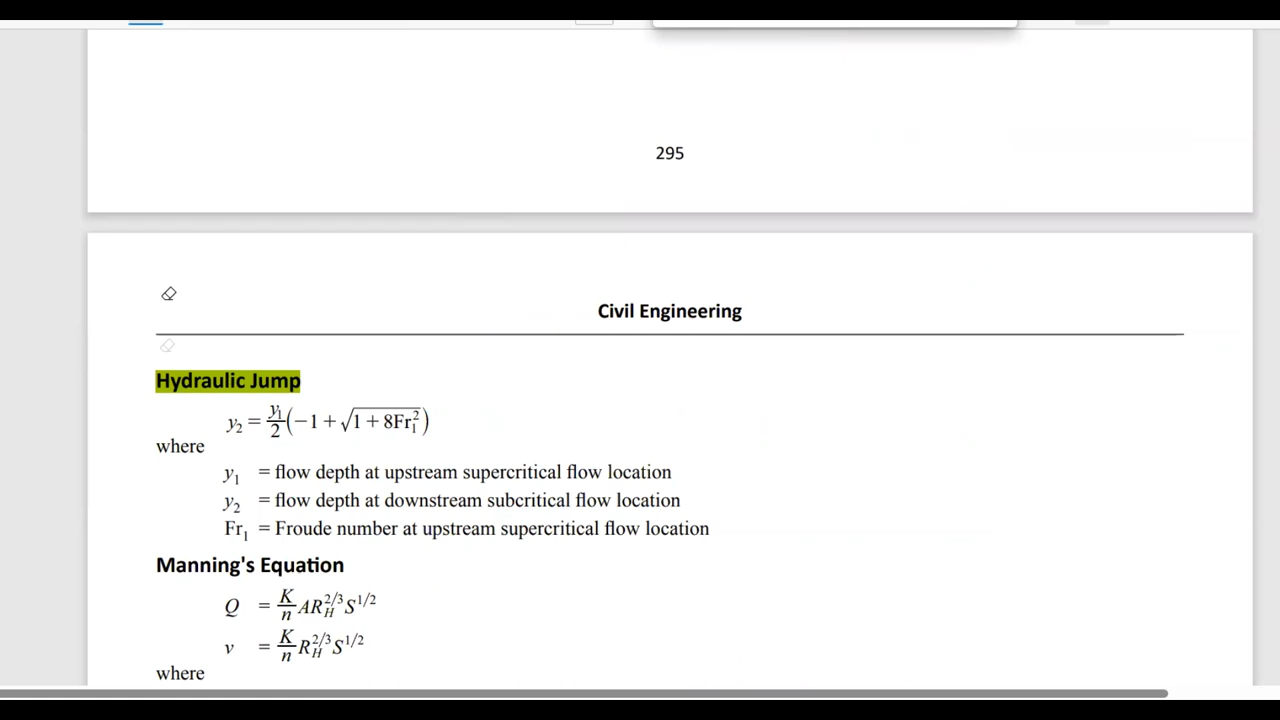 295
Civil Engineering
Hydraulic Jump
y₂ = y₁/2 (−1 + √(1 + 8Fr₁²))
where
y₁ = flow depth at upstream supercritical flow location
y₂ = flow depth at downstream subcritical flow location
Fr₁ = Froude number at upstream supercritical flow location
Manning's Equation
Q = K/n AR_H^2/3 S^1/2
v = K/n R_H^2/3 S^1/2
where